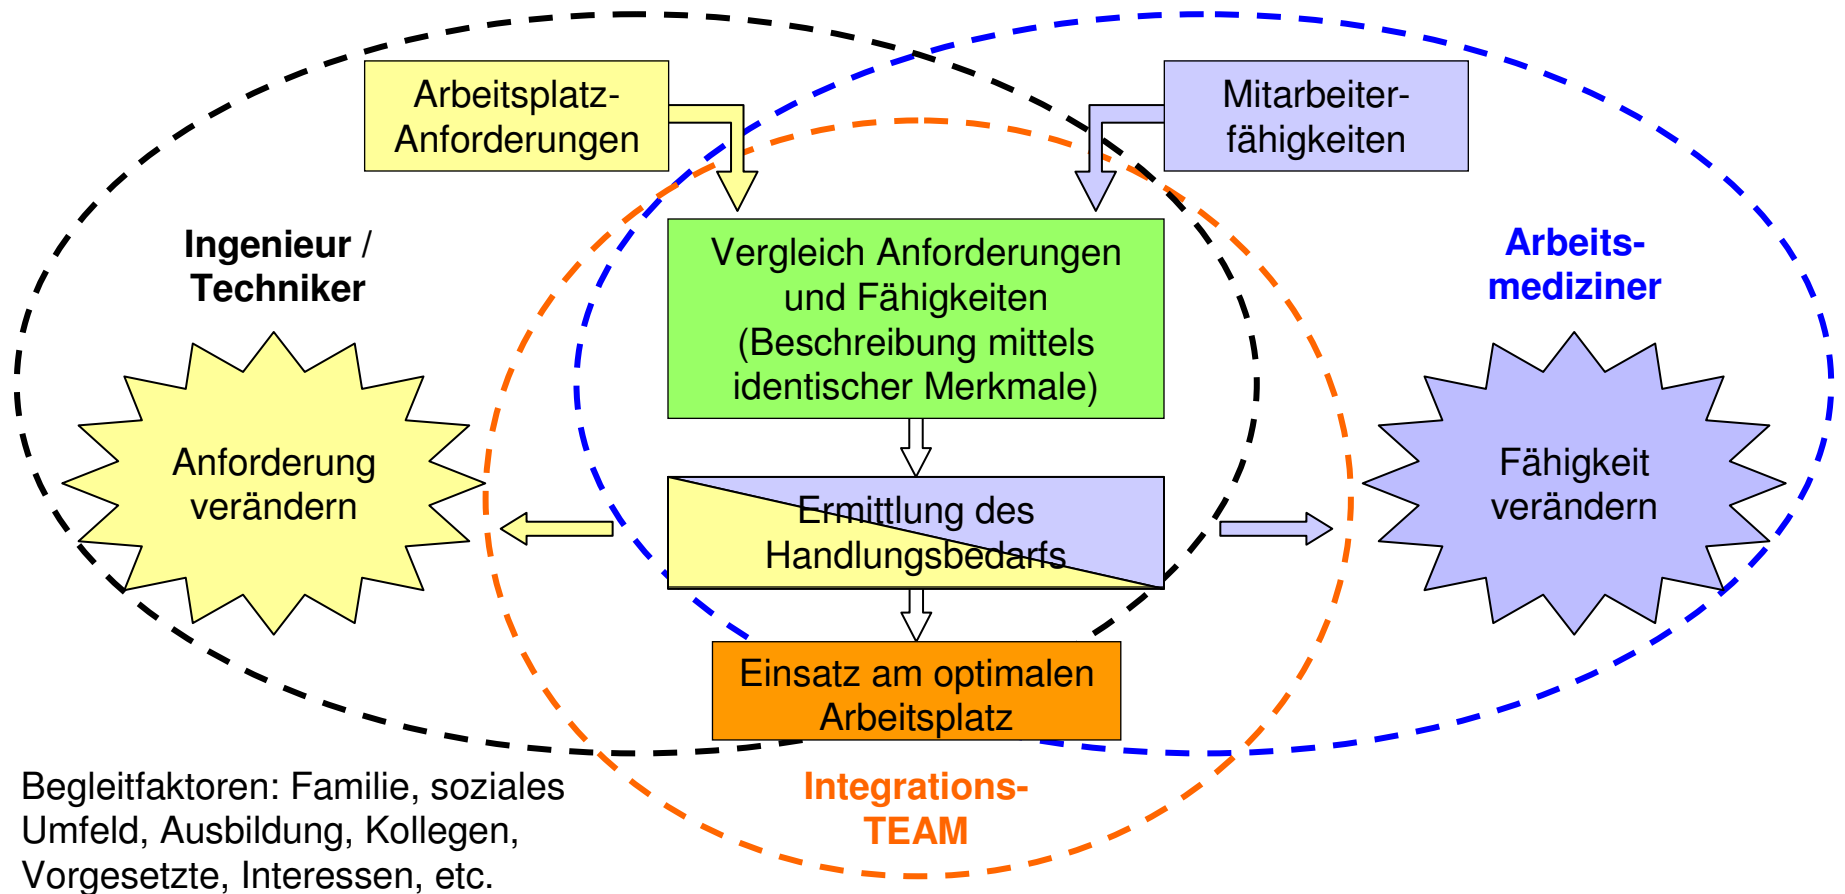 Arbeitsplatz-
Anforderungen
Mitarbeiter-
fähigkeiten
Ingenieur /
Techniker
Vergleich Anforderungen
und Fähigkeiten
(Beschreibung mittels
identischer Merkmale)
Arbeits-
mediziner
Anforderung
verändern
Ermittlung des
Handlungsbedarfs
Fähigkeit
verändern
Einsatz am optimalen
Arbeitsplatz
Integrations-
TEAM
Begleitfaktoren: Familie, soziales
Umfeld, Ausbildung, Kollegen,
Vorgesetzte, Interessen, etc.